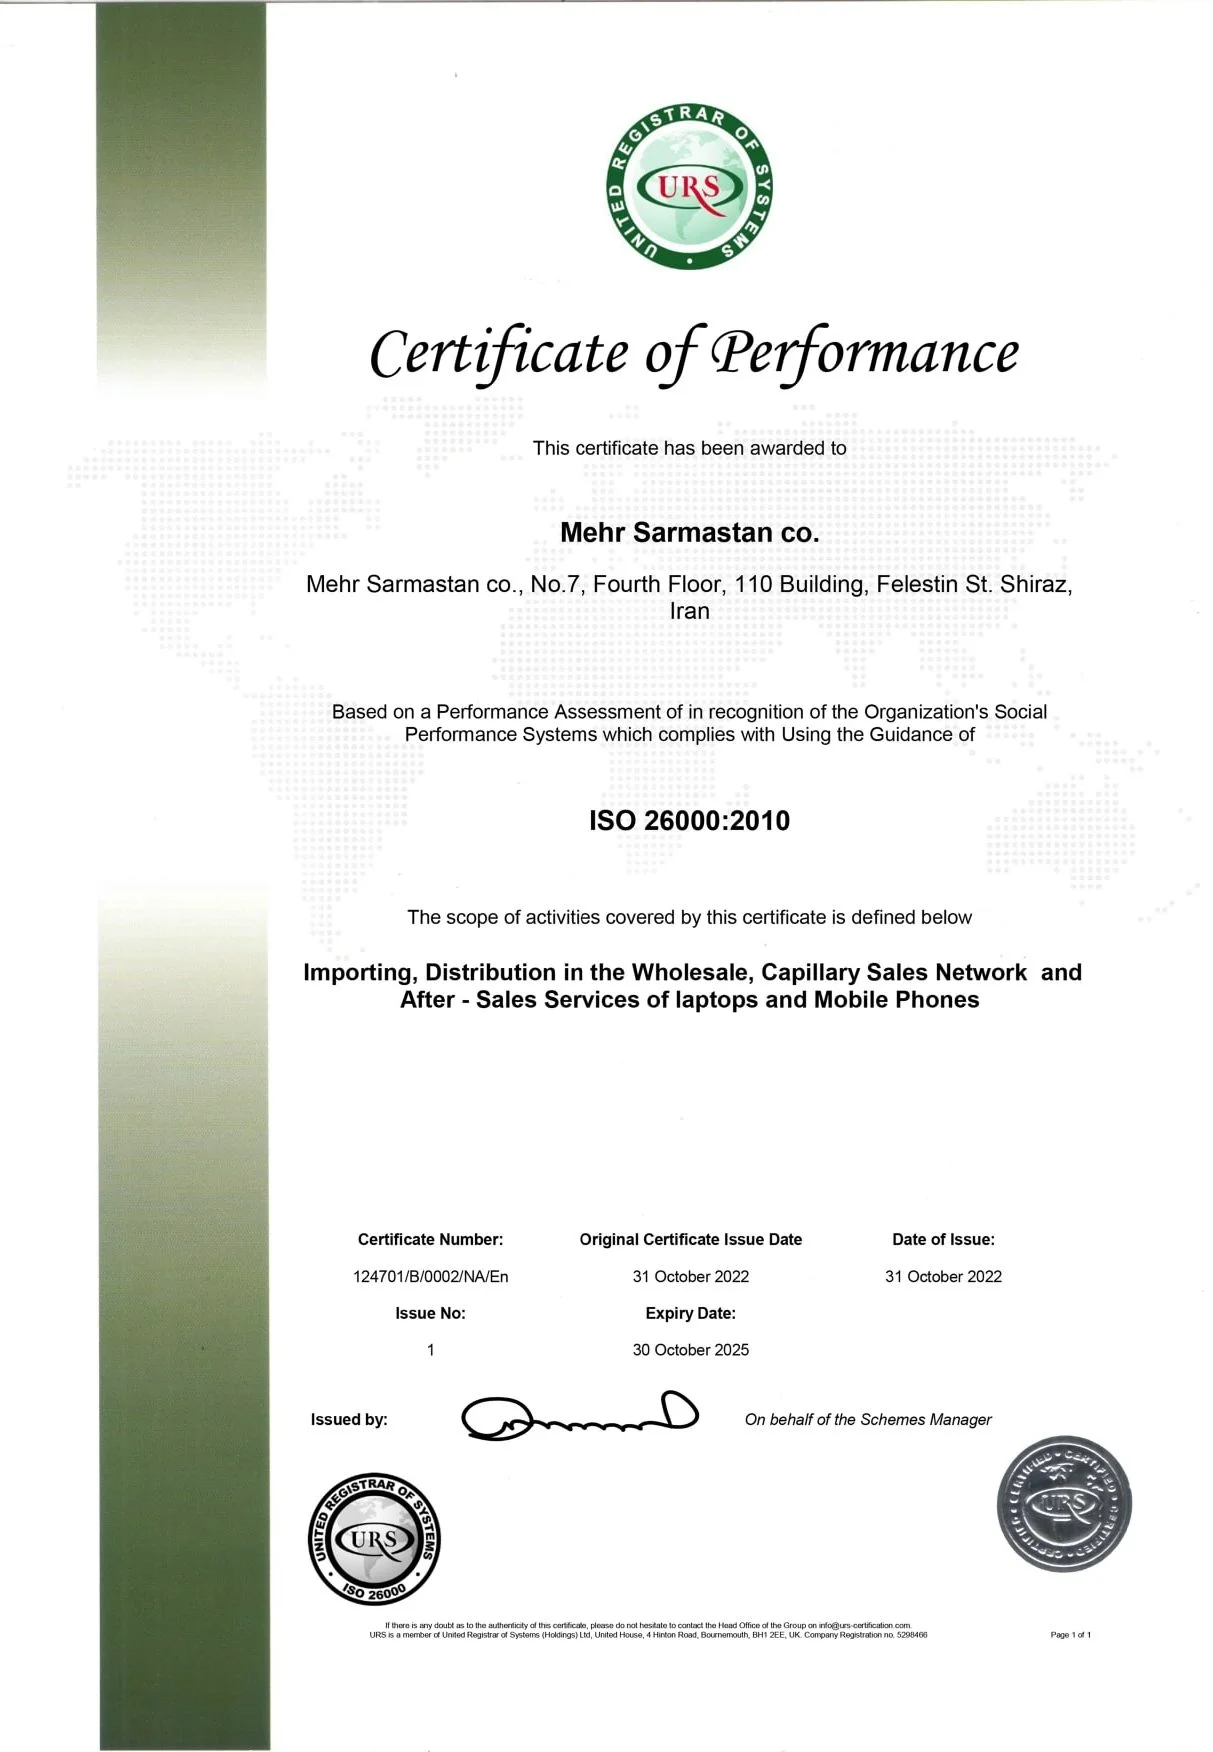 UNITED REGISTRAR OF SYSTEMS
URS
Certificate of Performance
This certificate has been awarded to
Mehr Sarmastan co.
Mehr Sarmastan co., No.7, Fourth Floor, 110 Building, Felestin St. Shiraz,
Iran
Based on a Performance Assessment of in recognition of the Organization's Social
Performance Systems which complies with Using the Guidance of
ISO 26000:2010
The scope of activities covered by this certificate is defined below
Importing, Distribution in the Wholesale, Capillary Sales Network and
After - Sales Services of laptops and Mobile Phones
Certificate Number: Original Certificate Issue Date Date of Issue:
124701/B/0002/NA/En 31 October 2022 31 October 2022
Issue No: Expiry Date:
1 30 October 2025
Issued by: On behalf of the Schemes Manager
UNITED REGISTRAR OF SYSTEMS
URS
ISO 26000
CERTIFIED • CERTIFIED • CERTIFIED • CERTIFIED
URS
If there is any doubt as to the authenticity of this certificate, please do not hesitate to contact the Head Office of the Group on info@urs-certification.com.
URS is a member of United Registrar of Systems (Holdings) Ltd, United House, 4 Hinton Road, Bournemouth, BH1 2EE, UK. Company Registration no. 5298466 Page 1 of 1